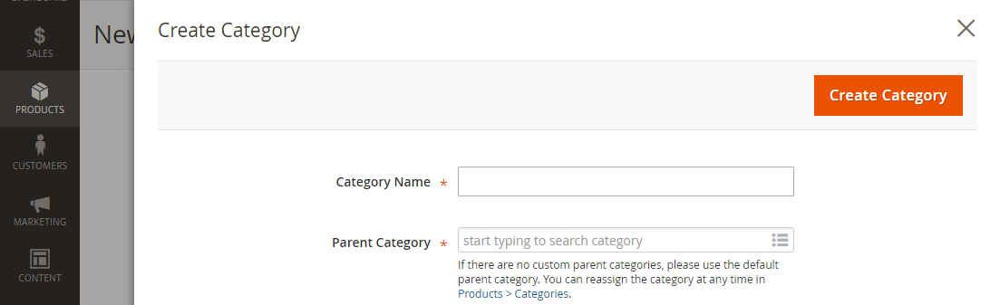 SALES
PRODUCTS
CUSTOMERS
MARKETING
CONTENT
Create Category
Create Category
Category Name *
Parent Category * start typing to search category
If there are no custom parent categories, please use the default
parent category. You can reassign the category at any time in
Products > Categories.